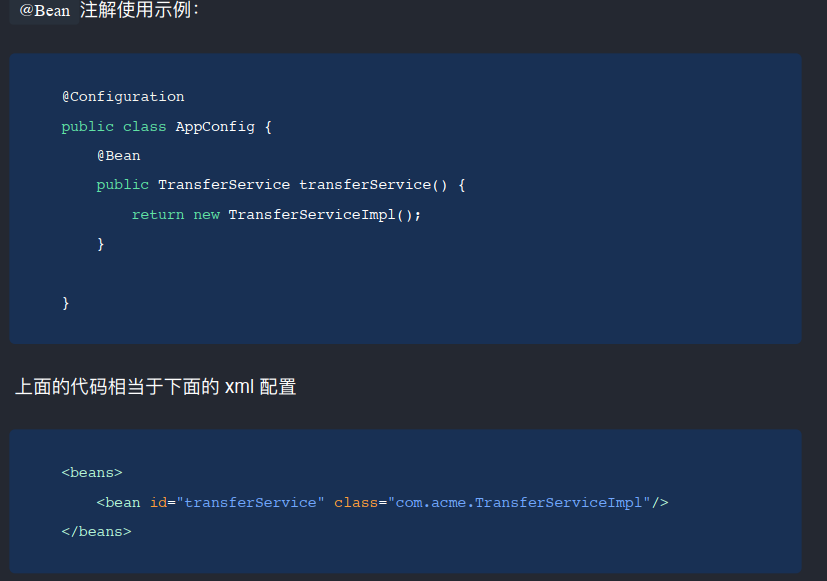 @Bean 注解使用示例：
@Configuration
public class AppConfig {
    @Bean
    public TransferService transferService() {
        return new TransferServiceImpl();
    }
}
上面的代码相当于下面的 xml 配置
<beans>
    <bean id="transferService" class="com.acme.TransferServiceImpl"/>
</beans>